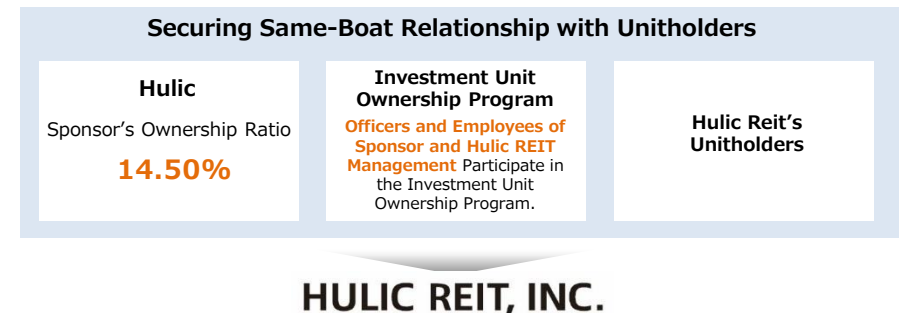 Securing Same-Boat Relationship with Unitholders
Hulic
Sponsor’s Ownership Ratio
14.50%
Investment Unit
Ownership Program
Officers and Employees of
Sponsor and Hulic REIT
Management Participate in
the Investment Unit
Ownership Program.
Hulic Reit’s
Unitholders
HULIC REIT, INC.